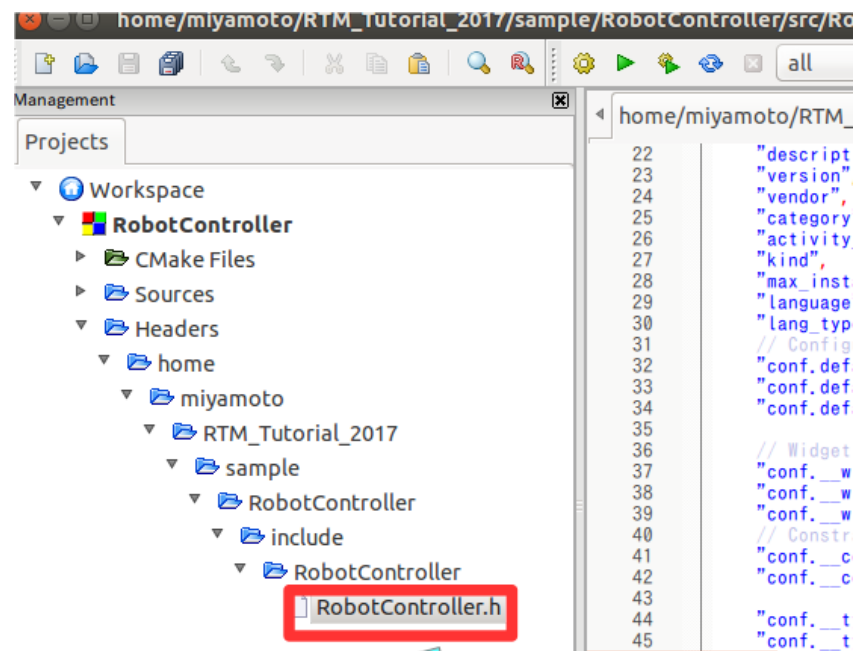 home/miyamoto/RTM_Tutorial_2017/sample/RobotController/src/Ro
all
Management
Projects
Workspace
RobotController
CMake Files
Sources
Headers
home
miyamoto
RTM_Tutorial_2017
sample
RobotController
include
RobotController
RobotController.h
home/miyamoto/RTM_
22 "descript
23 "version"
24 "vendor",
25 "category
26 "activity_
27 "kind",
28 "max_inst
29 "language
30 "lang_typ
31 // Config
32 "conf.def
33 "conf.def
34 "conf.def
35
36 // Widget
37 "conf.__w
38 "conf.__w
39 "conf.__w
40 // Constr
41 "conf.__c
42 "conf.__c
43
44 "conf.__t
45 "conf.__t